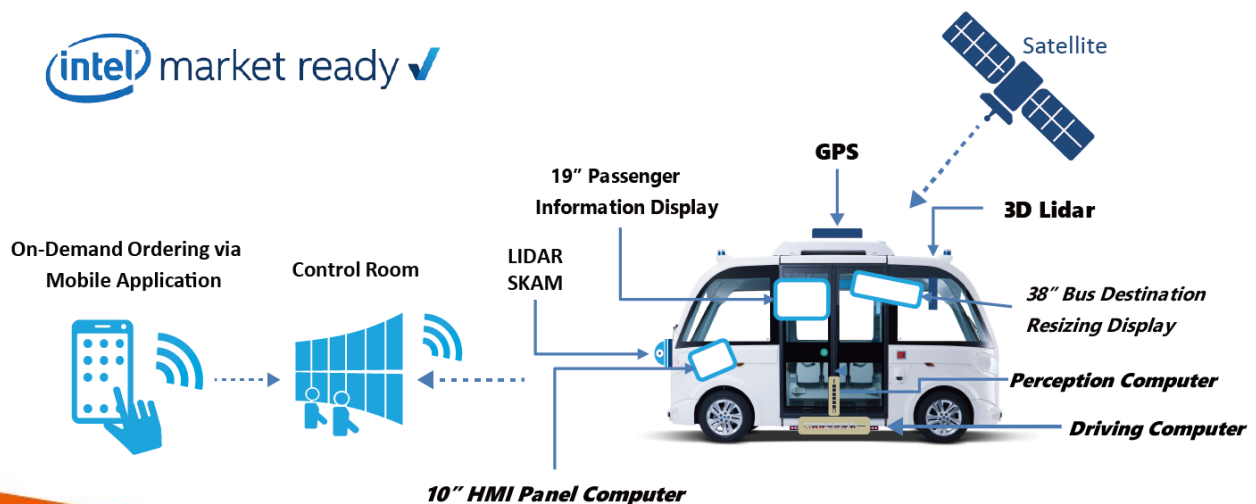 intel market ready
Satellite
GPS
19” Passenger
Information Display
3D Lidar
On-Demand Ordering via
Mobile Application
Control Room
LIDAR
SKAM
38” Bus Destination
Resizing Display
Perception Computer
Driving Computer
10” HMI Panel Computer